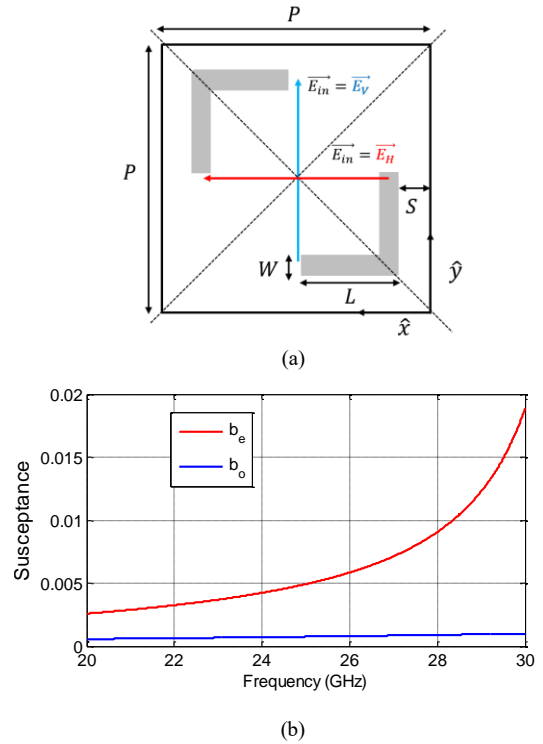 P
P
E_in = E_V
E_in = E_H
S
W
L
ŷ
x̂
(a)
0.02
0.015
0.01
0.005
0
b_e
b_o
Susceptance
20
22
24
26
28
30
Frequency (GHz)
(b)